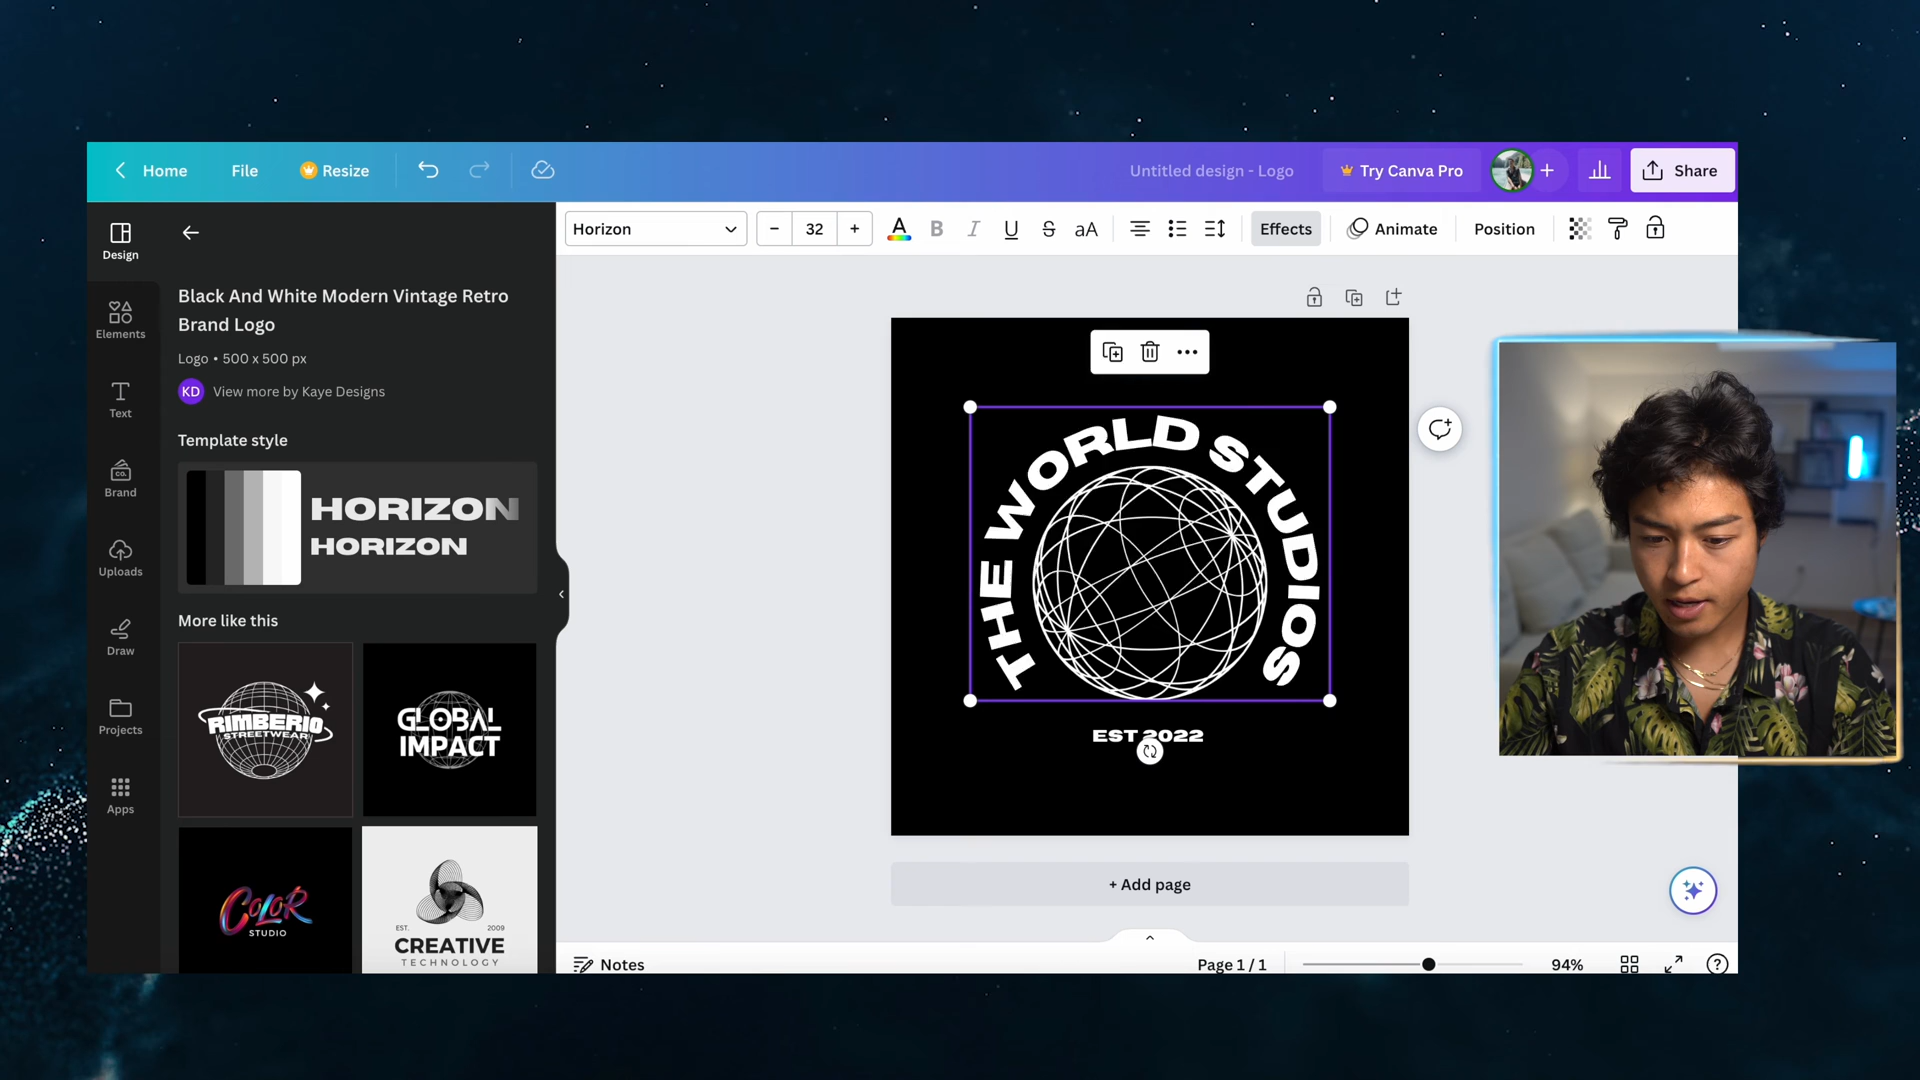 Home File Resize Untitled design - Logo Try Canva Pro Share
Design
Elements
Text
Brand
Uploads
Draw
Projects
Apps
Black And White Modern Vintage Retro
Brand Logo
Logo • 500 x 500 px
KD View more by Kaye Designs
Template style
HORIZON
HORIZON
More like this
RIMBERIO
STREETWEAR
GLOBAL
IMPACT
COLOR
STUDIO
EST. 2009
CREATIVE
TECHNOLOGY
Horizon 32 A B I U S aA Effects Animate Position
THE WORLD STUDIOS
EST 2022
+ Add page
Notes Page 1 / 1 94%